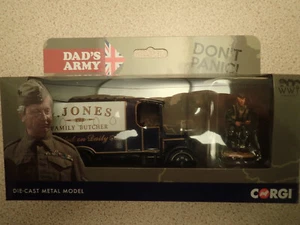 DAD'S
ARMY
DON'T
PANIC!
JONES
FAMILY BUTCHER
DIE-CAST METAL MODEL
CORGI